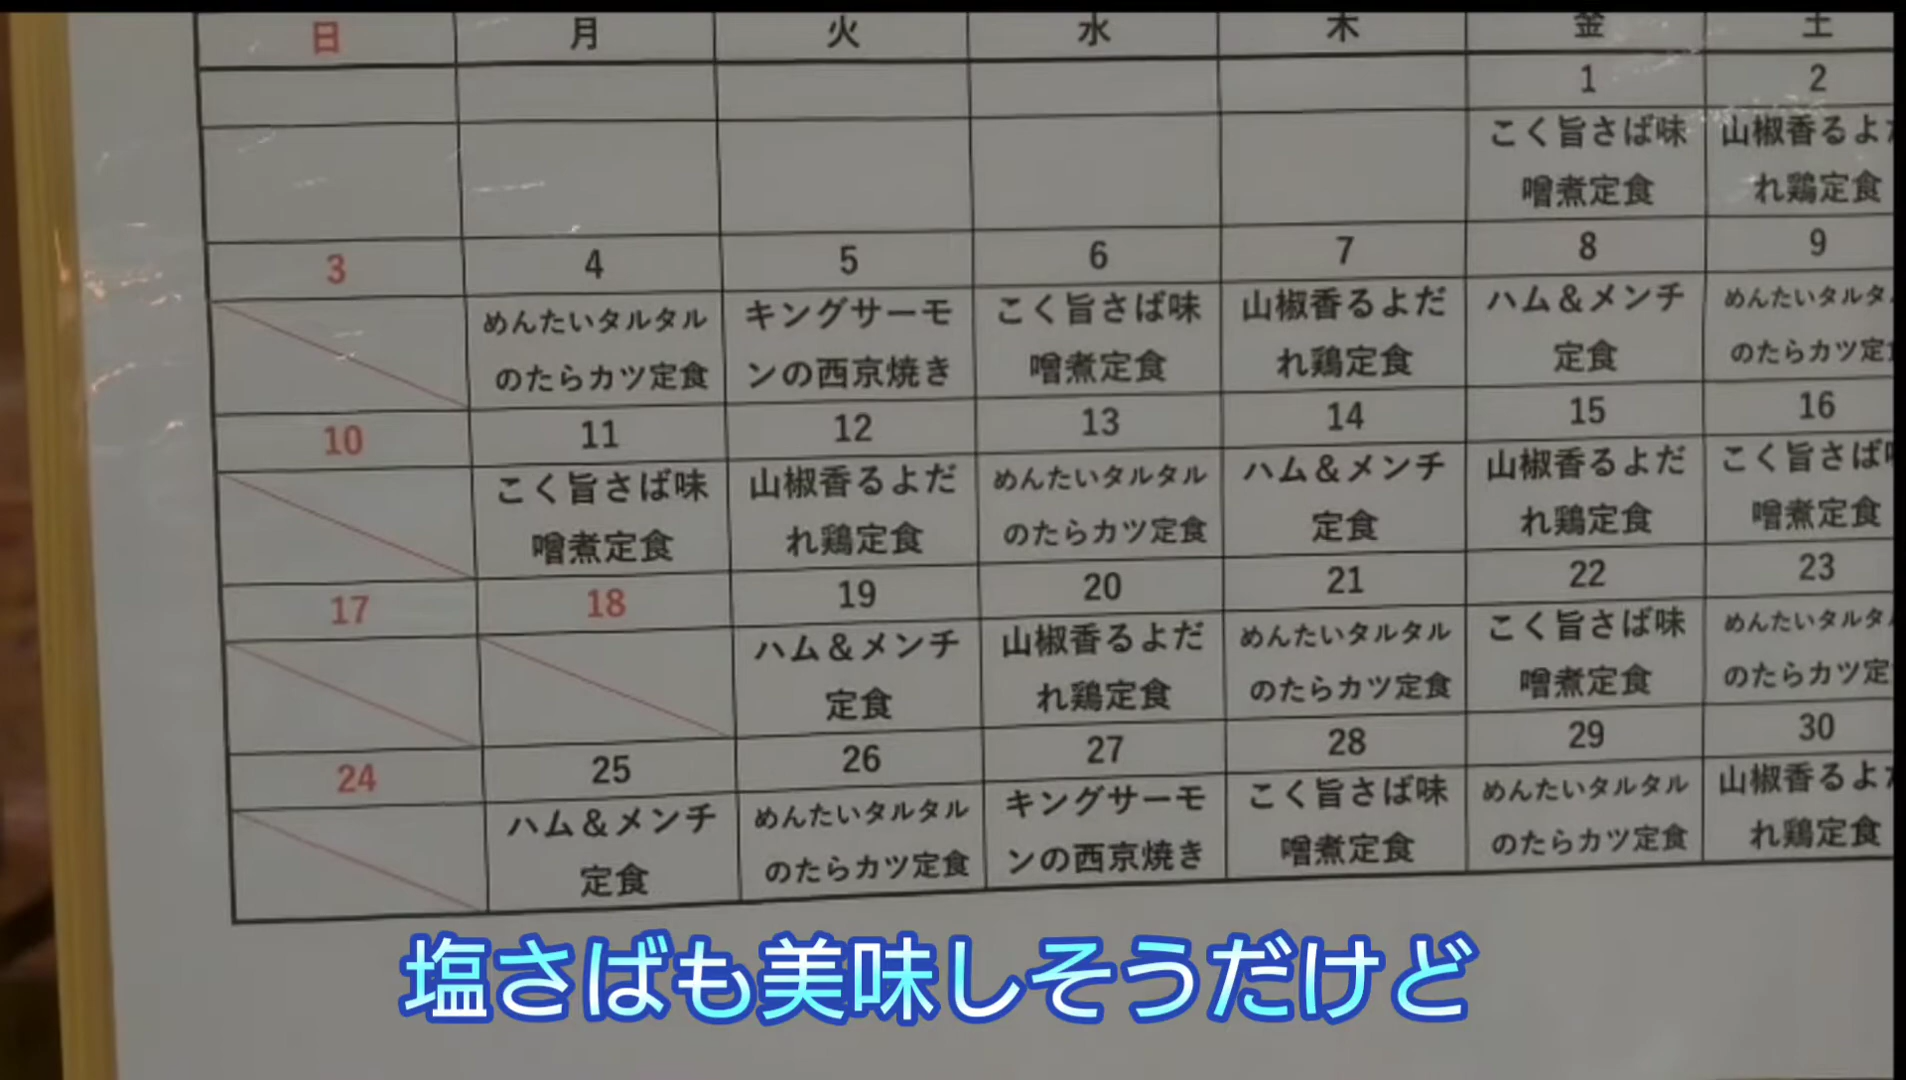 日 月 火 水 木 金 土
1 2
こく旨さば味 山椒香るよだ
噌煮定食 れ鶏定食
3 4 5 6 7 8 9
めんたいタルタル キングサーモ こく旨さば味 山椒香るよだ ハム＆メンチ めんたいタルタ
のたらカツ定食 ンの西京焼き 噌煮定食 れ鶏定食 定食 のたらカツ定
10 11 12 13 14 15 16
こく旨さば味 山椒香るよだ めんたいタルタル ハム＆メンチ 山椒香るよだ こく旨さば味
噌煮定食 れ鶏定食 のたらカツ定食 定食 れ鶏定食 噌煮定食
17 18 19 20 21 22 23
ハム＆メンチ 山椒香るよだ めんたいタルタル こく旨さば味 めんたいタルタ
定食 れ鶏定食 のたらカツ定食 噌煮定食 のたらカツ定
24 25 26 27 28 29 30
ハム＆メンチ めんたいタルタル キングサーモ こく旨さば味 めんたいタルタル 山椒香るよだ
定食 のたらカツ定食 ンの西京焼き 噌煮定食 のたらカツ定食 れ鶏定食
塩さばも美味しそうだけど